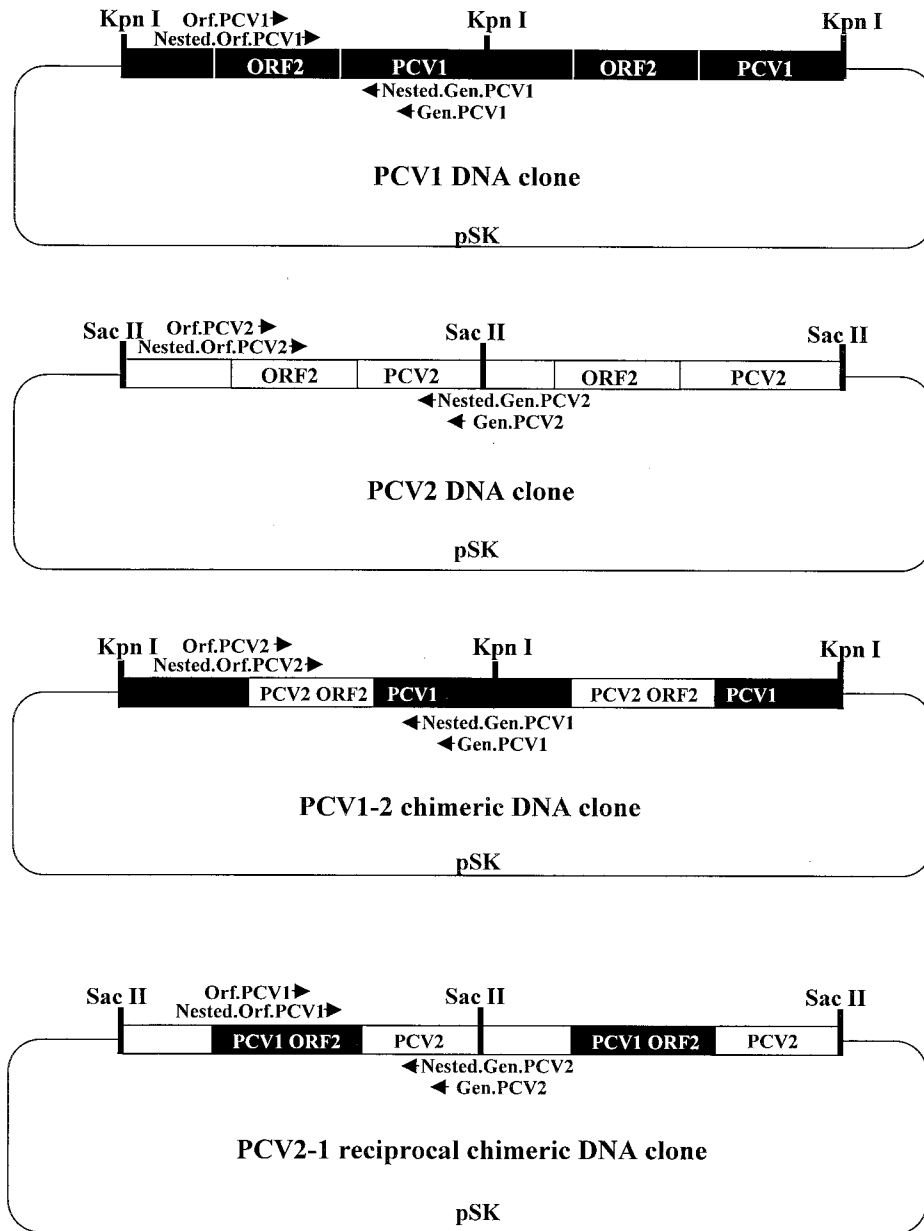 Kpn I Orf.PCV1 Kpn I Kpn I
Nested.Orf.PCV1
ORF2 PCV1 ORF2 PCV1
Nested.Gen.PCV1
Gen.PCV1
PCV1 DNA clone
pSK
Sac II Orf.PCV2 Sac II Sac II
Nested.Orf.PCV2
ORF2 PCV2 ORF2 PCV2
Nested.Gen.PCV2
Gen.PCV2
PCV2 DNA clone
pSK
Kpn I Orf.PCV2 Kpn I Kpn I
Nested.Orf.PCV2
PCV2 ORF2 PCV1 PCV2 ORF2 PCV1
Nested.Gen.PCV1
Gen.PCV1
PCV1-2 chimeric DNA clone
pSK
Sac II Orf.PCV1 Sac II Sac II
Nested.Orf.PCV1
PCV1 ORF2 PCV2 PCV1 ORF2 PCV2
Nested.Gen.PCV2
Gen.PCV2
PCV2-1 reciprocal chimeric DNA clone
pSK